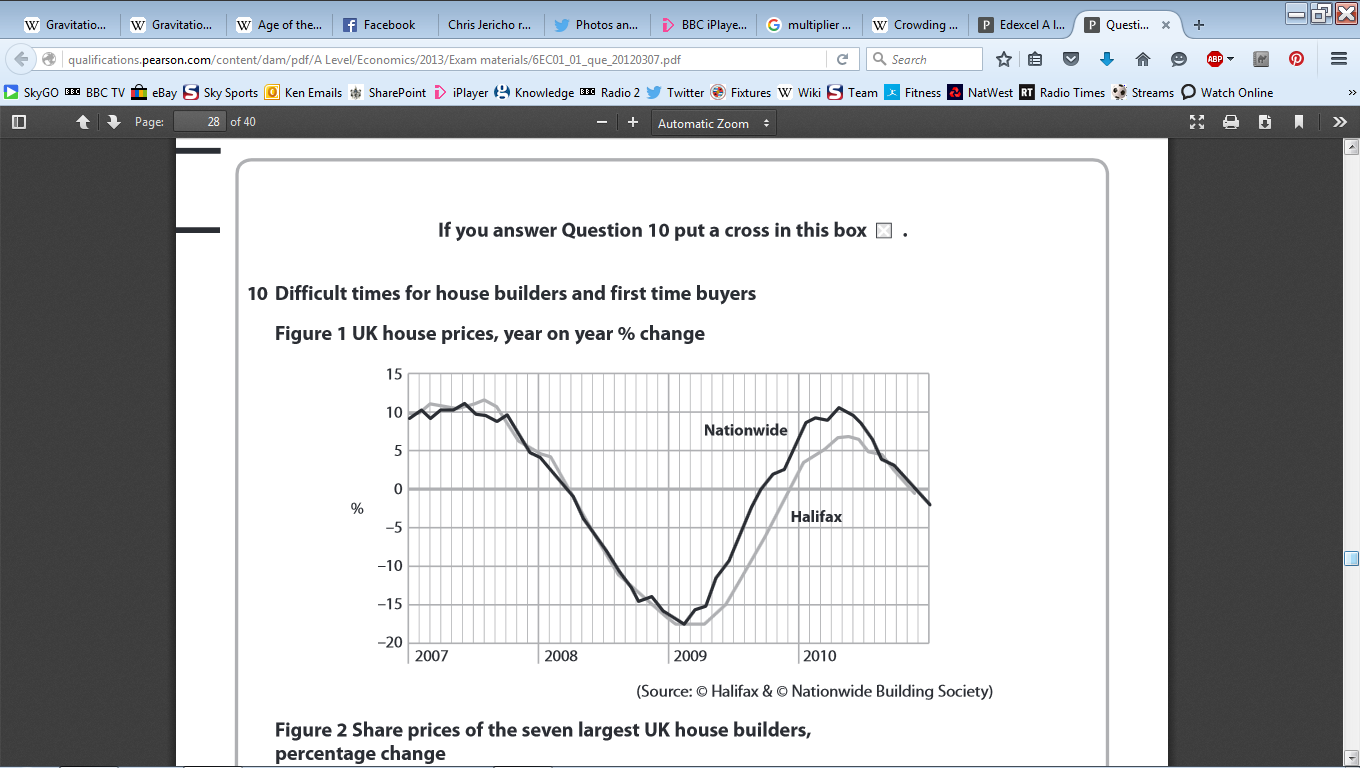 Gravitatio... Gravitatio... Age of the... Facebook Chris Jericho r... Photos an... BBC iPlaye... multiplier ... Crowding ... Edexcel A l... Questi...
qualifications.pearson.com/content/dam/pdf/A Level/Economics/2013/Exam materials/6EC01_01_que_20120307.pdf Search
SkyGO BBC TV eBay Sky Sports Ken Emails SharePoint iPlayer Knowledge Radio 2 Twitter Fixtures Wiki Team Fitness NatWest Radio Times Streams Watch Online
Page: 28 of 40 Automatic Zoom
If you answer Question 10 put a cross in this box .
10 Difficult times for house builders and first time buyers
Figure 1 UK house prices, year on year % change
15
10
Nationwide
5
0
%
Halifax
–5
–10
–15
–20
2007 2008 2009 2010
(Source: © Halifax & © Nationwide Building Society)
Figure 2 Share prices of the seven largest UK house builders,
percentage change